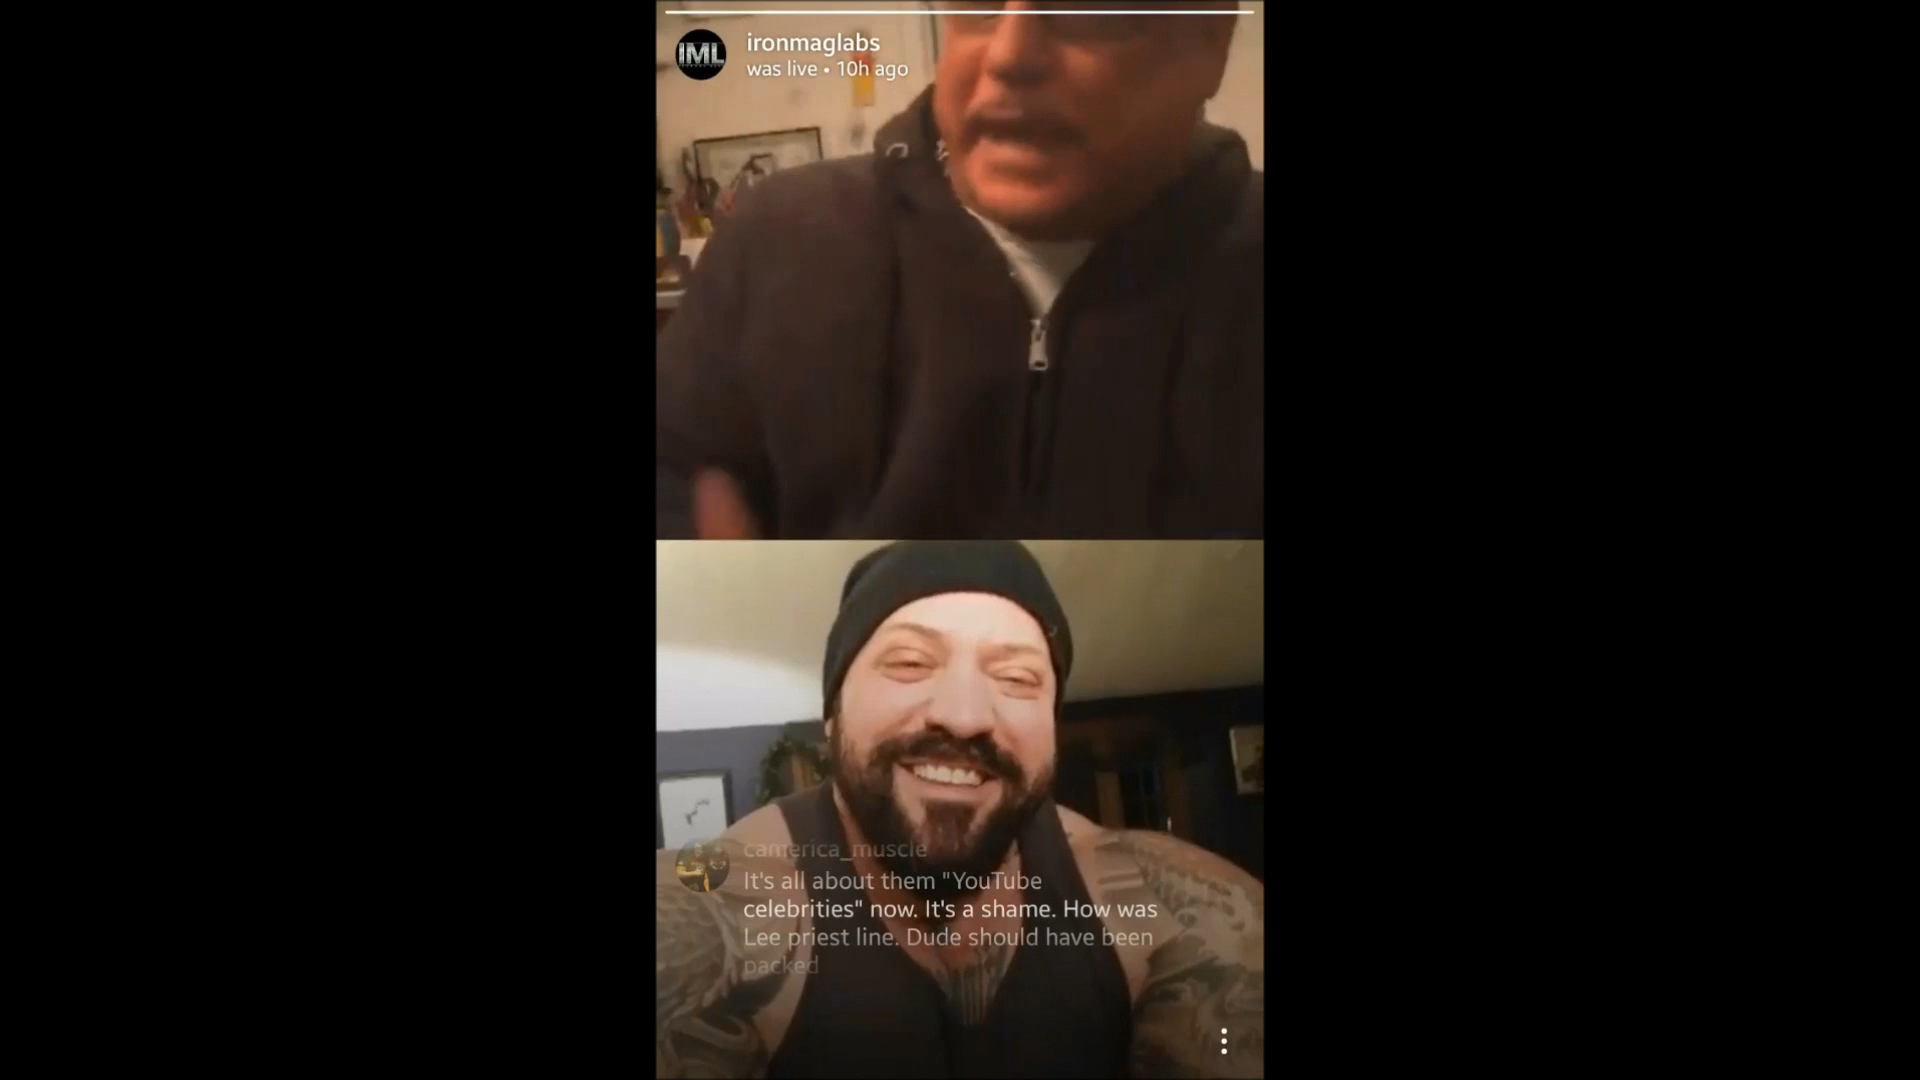 IML
ironmaglabs
was live • 10h ago
camerica_muscle
It's all about them "YouTube
celebrities" now. It's a shame. How was
Lee priest line. Dude should have been
packed